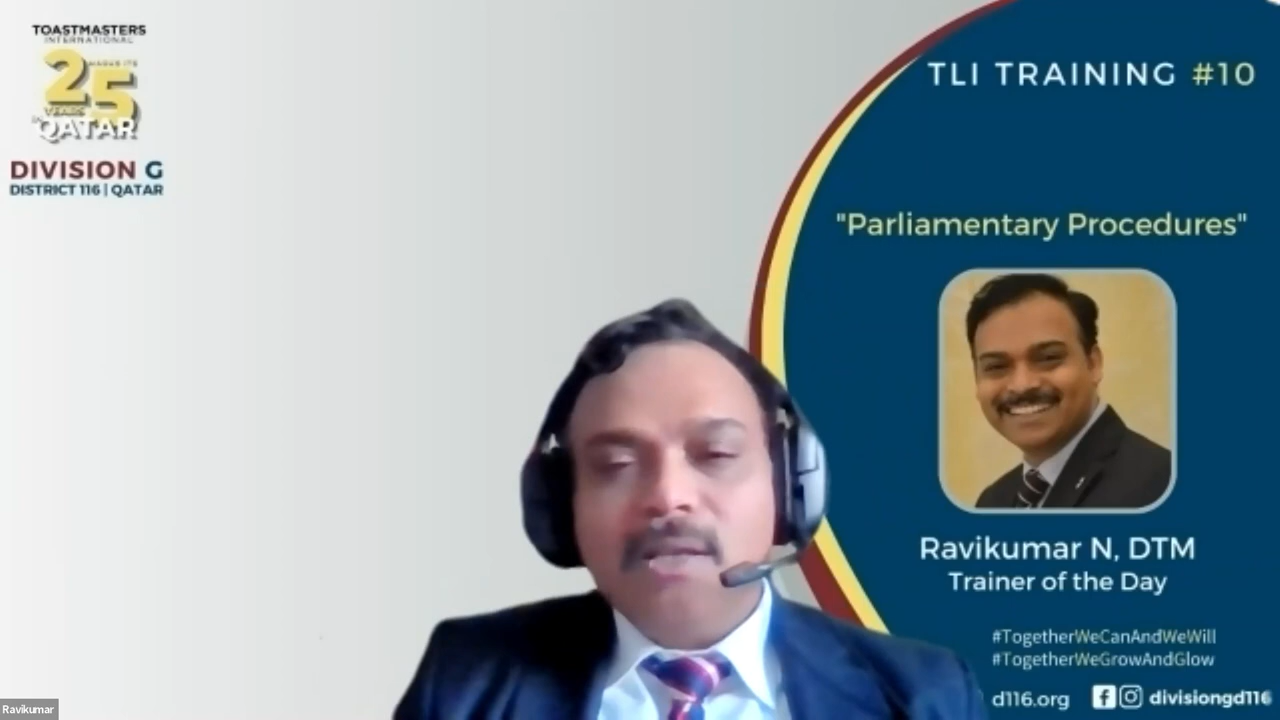 TOASTMASTERS
INTERNATIONAL
25
YEARS
QATAR
DIVISION G
DISTRICT 116 | QATAR
TLI TRAINING #10
"Parliamentary Procedures"
Ravikumar N, DTM
Trainer of the Day
#TogetherWeCanAndWeWill
#TogetherWeGrowAndGlow
d116.org
divisiongd116
Ravikumar